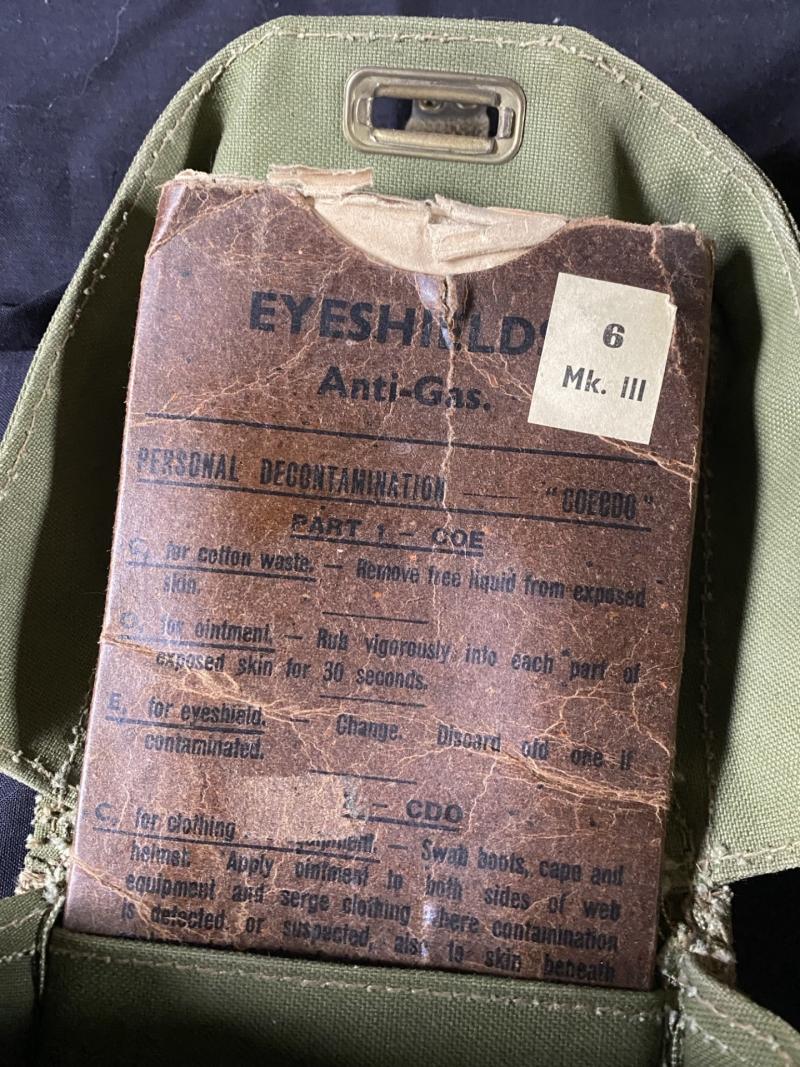 EYESHIELDS
Anti-Gas.
6
Mk. III
PERSONAL DECONTAMINATION — "COECDO"
PART 1 – COE
C, for cotton waste. — Remove free liquid from exposed
skin.
O, for ointment. — Rub vigorously into each part of
exposed skin for 30 seconds.
E, for eyeshield. — Change. Discard old one if
contaminated.
– CDO
C, for clothing — Swab boots, cape and
helmet. Apply ointment to both sides of web
equipment and serge clothing where contamination
is detected or suspected, also to skin beneath